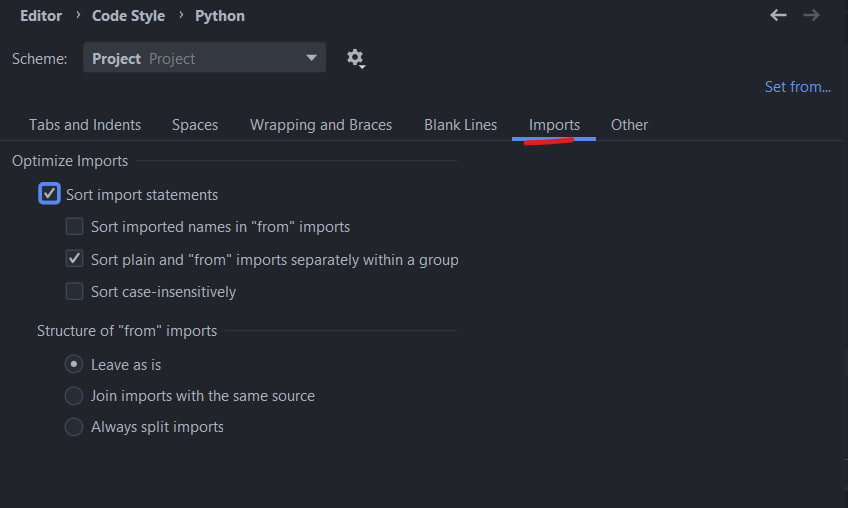 Editor › Code Style › Python
Scheme: Project Project
Set from...
Tabs and Indents Spaces Wrapping and Braces Blank Lines Imports Other
Optimize Imports
Sort import statements
Sort imported names in "from" imports
Sort plain and "from" imports separately within a group
Sort case-insensitively
Structure of "from" imports
Leave as is
Join imports with the same source
Always split imports